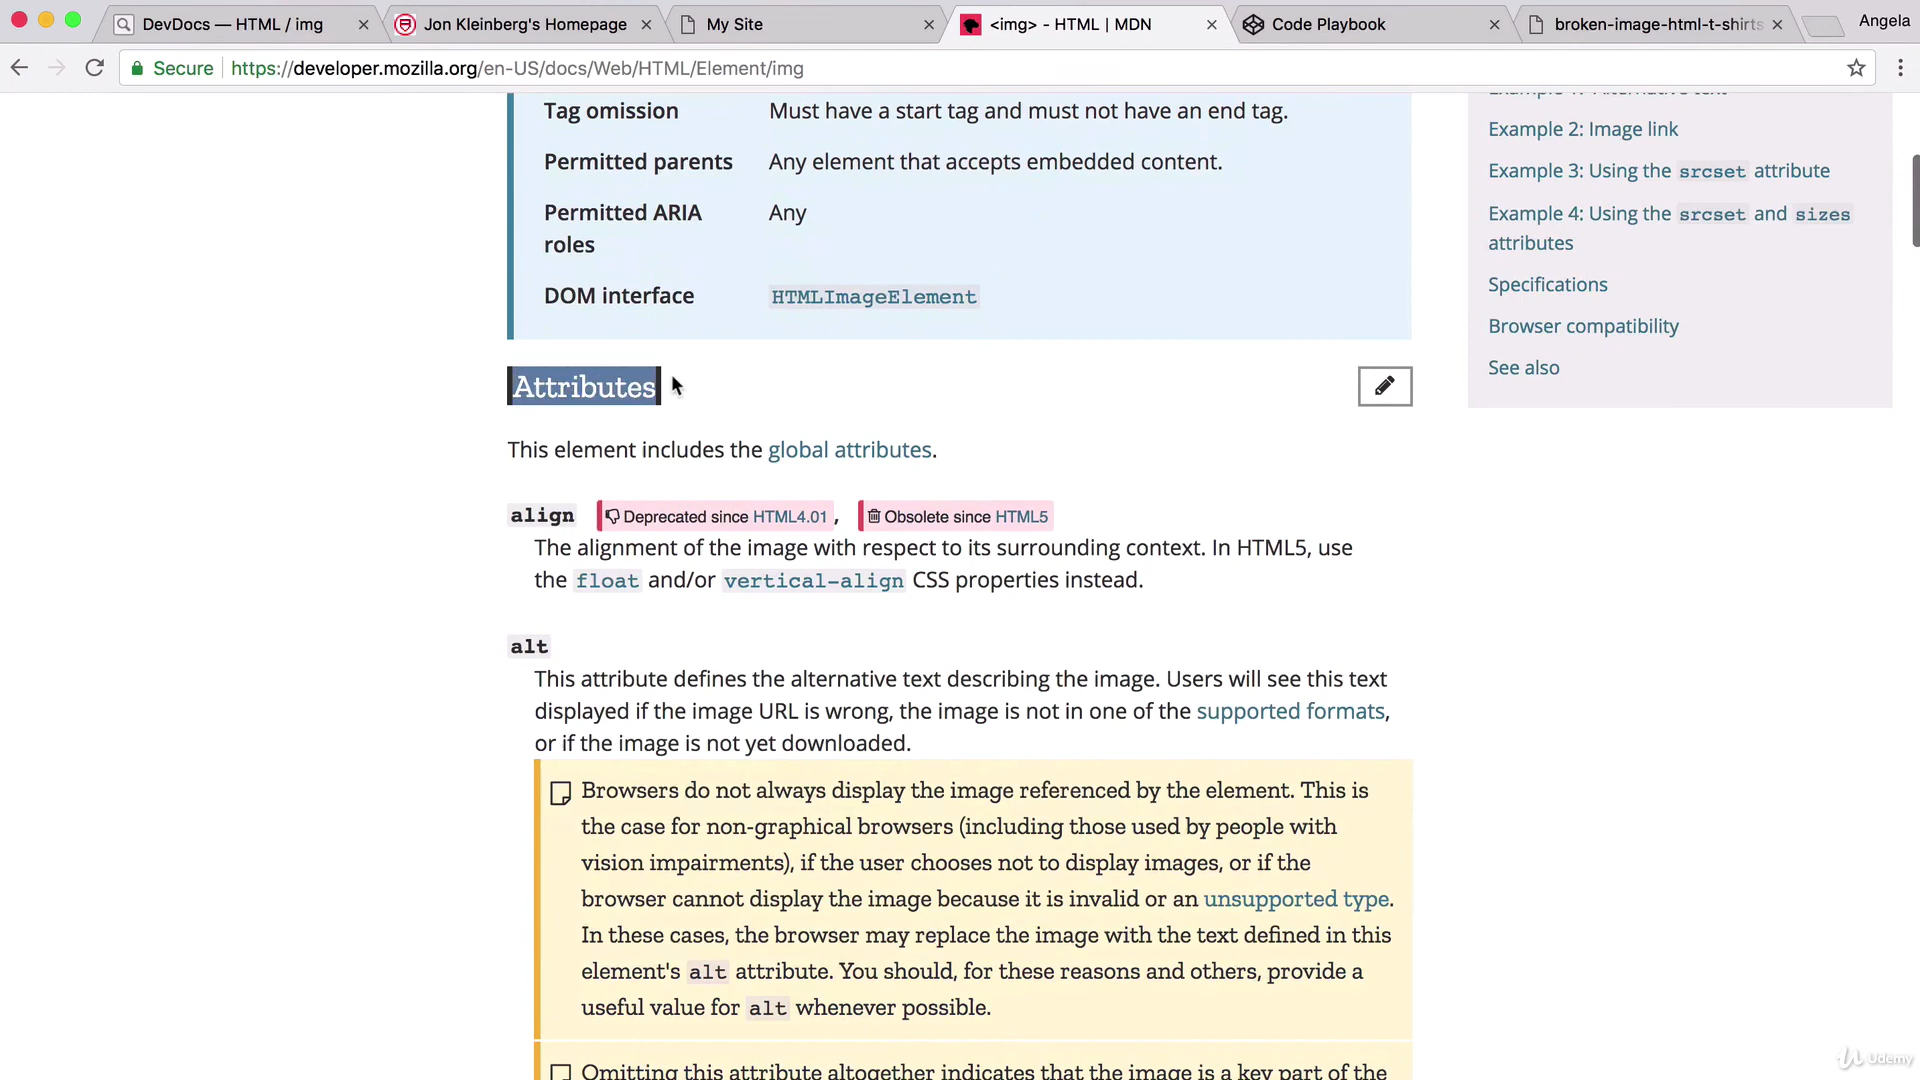 DevDocs — HTML / img
Jon Kleinberg's Homepage
My Site
<img> - HTML | MDN
Code Playbook
broken-image-html-t-shirts
Angela
Secure
https://developer.mozilla.org/en-US/docs/Web/HTML/Element/img
Tag omission Must have a start tag and must not have an end tag.
Permitted parents Any element that accepts embedded content.
Permitted ARIA roles Any
DOM interface HTMLImageElement
Example 1: Alternative text
Example 2: Image link
Example 3: Using the srcset attribute
Example 4: Using the srcset and sizes
attributes
Specifications
Browser compatibility
See also
Attributes
This element includes the global attributes.
align Deprecated since HTML4.01, Obsolete since HTML5
The alignment of the image with respect to its surrounding context. In HTML5, use
the float and/or vertical-align CSS properties instead.
alt
This attribute defines the alternative text describing the image. Users will see this text
displayed if the image URL is wrong, the image is not in one of the supported formats,
or if the image is not yet downloaded.
Browsers do not always display the image referenced by the element. This is
the case for non-graphical browsers (including those used by people with
vision impairments), if the user chooses not to display images, or if the
browser cannot display the image because it is invalid or an unsupported type.
In these cases, the browser may replace the image with the text defined in this
element's alt attribute. You should, for these reasons and others, provide a
useful value for alt whenever possible.
Omitting this attribute altogether indicates that the image is a key part of the
Udemy